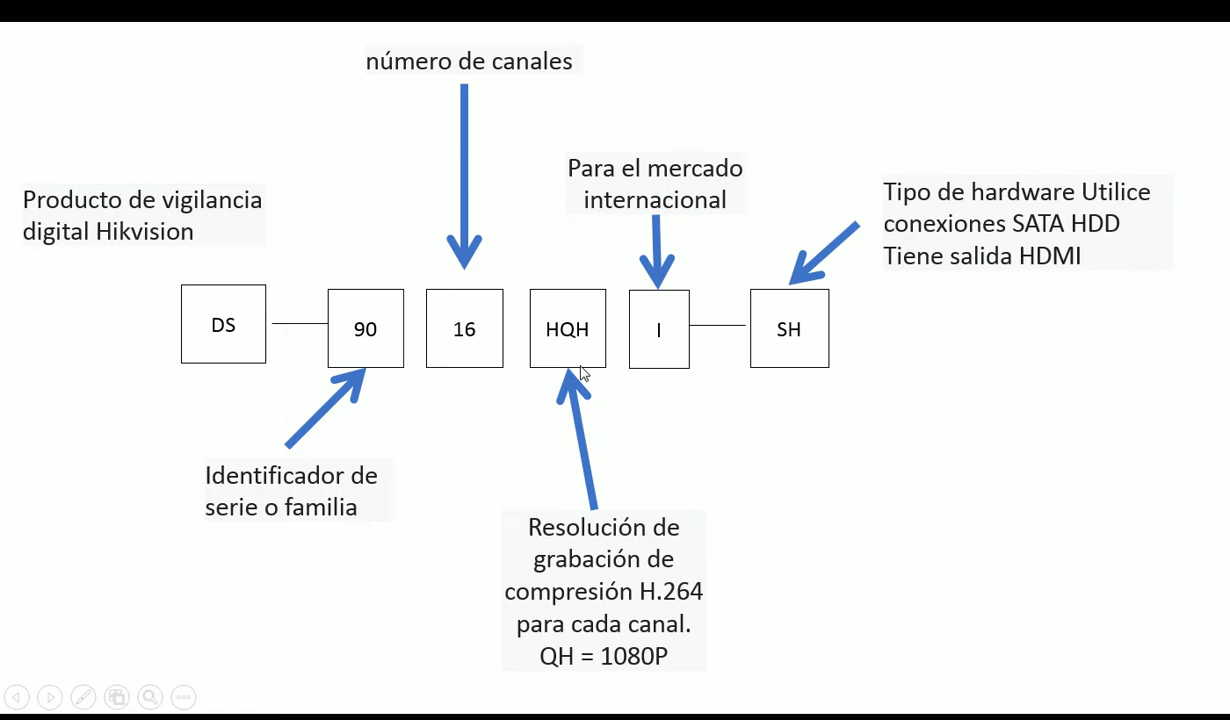 número de canales
Para el mercado
internacional
Producto de vigilancia
digital Hikvision
Tipo de hardware Utilice
conexiones SATA HDD
Tiene salida HDMI
DS
90
16
HQH
I
SH
Identificador de
serie o familia
Resolución de
grabación de
compresión H.264
para cada canal.
QH = 1080P